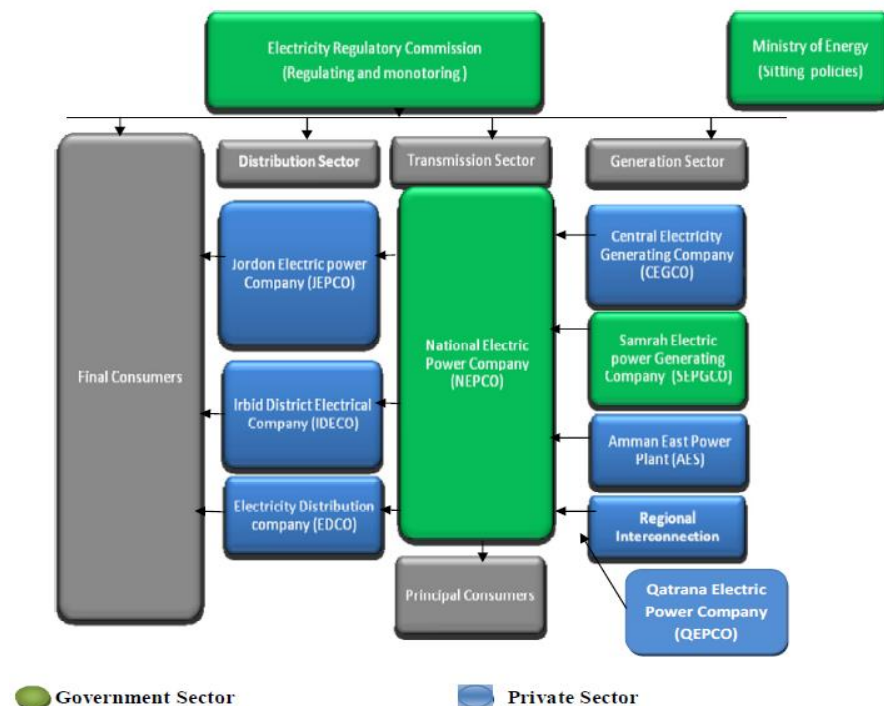 Electricity Regulatory Commission
(Regulating and monotoring )
Ministry of Energy
(Sitting policies)
Distribution Sector
Transmission Sector
Generation Sector
Final Consumers
Jordon Electric power
Company (JEPCO)
Irbid District Electrical
Company (IDECO)
Electricity Distribution
company (EDCO)
National Electric
Power Company
(NEPCO)
Principal Consumers
Central Electricity
Generating Company
(CEGCO)
Samrah Electric
power Generating
Company (SEPGCO)
Amman East Power
Plant (AES)
Regional
Interconnection
Qatrana Electric
Power Company
(QEPCO)
Government Sector
Private Sector